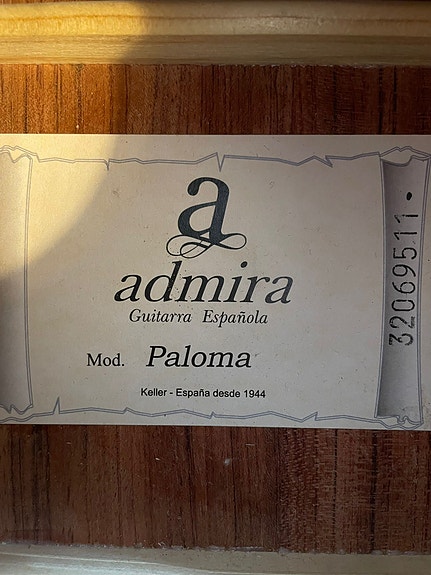 a
admira
Guitarra Española
Mod. Paloma
Keller - España desde 1944
32069511